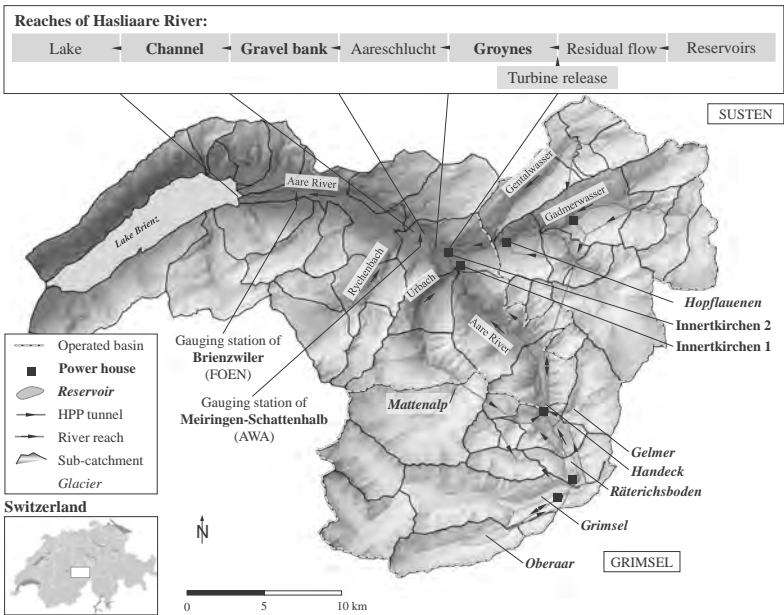 Reaches of Hasliaare River:
Lake Channel Gravel bank Aareschlucht Groynes Residual flow Reservoirs
Turbine release
SUSTEN
Gentalwasser
Aare River
Gadmerwasser
Lake Brienz
Rychenbach
Urbach
Hopflauenen
Innertkirchen 2
Innertkirchen 1
Aare River
Gauging station of
Brienzwiler
(FOEN)
Gauging station of
Meiringen-Schattenhalb
(AWA)
Mattenalp
Gelmer
Handeck
Räterichsboden
Grimsel
Oberaar
GRIMSEL
Operated basin
Power house
Reservoir
HPP tunnel
River reach
Sub-catchment
Glacier
Switzerland
N
0 5 10 km